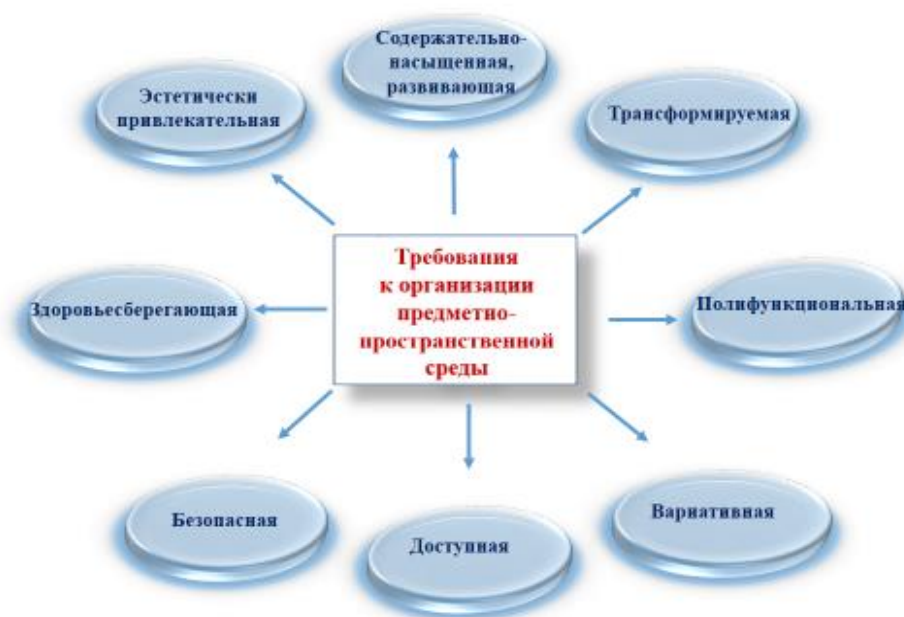 Содержательно-
насыщенная,
развивающая
Эстетически
привлекательная
Трансформируемая
Требования
к организации
предметно-
пространственной
среды
Здоровьесберегающая
Полифункциональная
Безопасная
Доступная
Вариативная